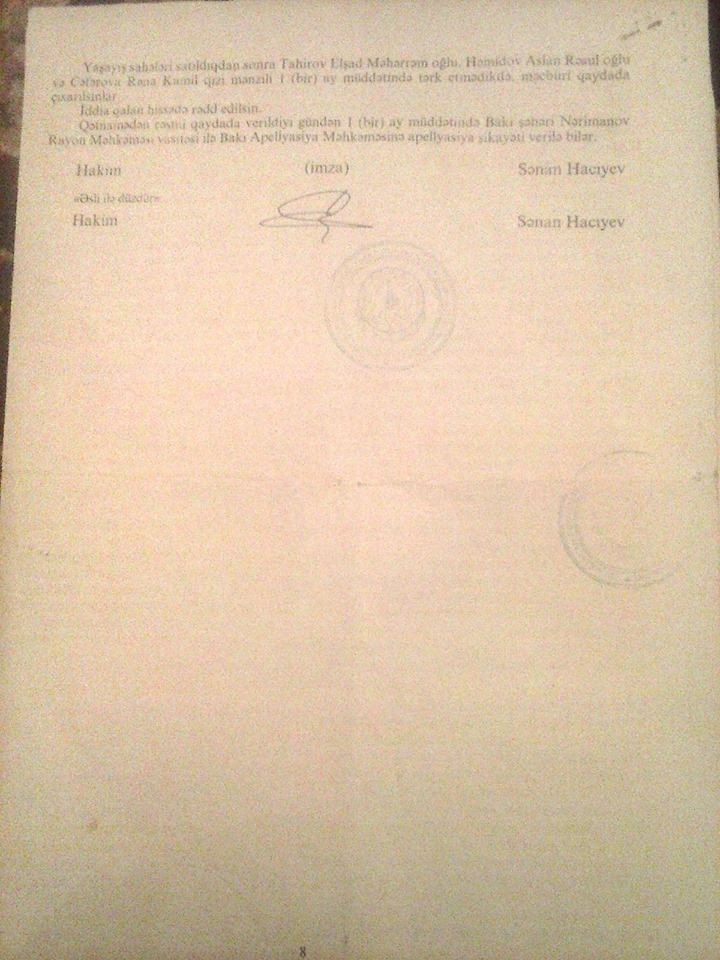 Yaşayış sahələri satıldıqdan sonra Tahirov Elşad Məhərrəm oğlu, Həmidov Aslan Rəsul oğlu
və Cəfərova Rəna Kamil qızı mənzili 1 (bir) ay müddətində tərk etmədikdə, məcburi qaydada
çıxarılsınlar.
İddia qalan hissədə rədd edilsin.
Qətnamədən rəsmi qaydada verildiyi gündən 1 (bir) ay müddətində Bakı şəhəri Nərimanov
Rayon Məhkəməsi vasitəsi ilə Bakı Apellyasiya Məhkəməsinə apellyasiya şikayəti verilə bilər.
Hakim (imza) Sənan Hacıyev
«Əsli ilə düzdür»
Hakim Sənan Hacıyev
8